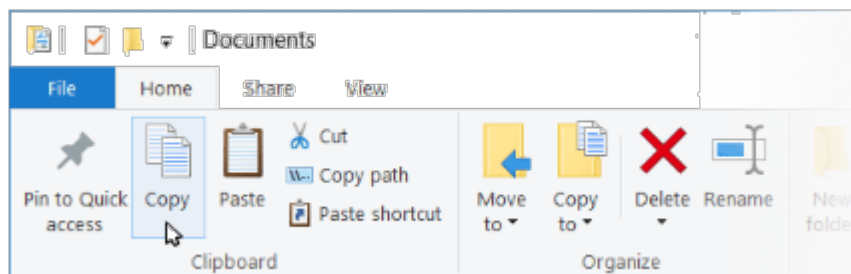 Documents
File Home Share View
Pin to Quick access
Copy
Paste
Cut
Copy path
Paste shortcut
Clipboard
Move to
Copy to
Delete
Rename
Organize
New